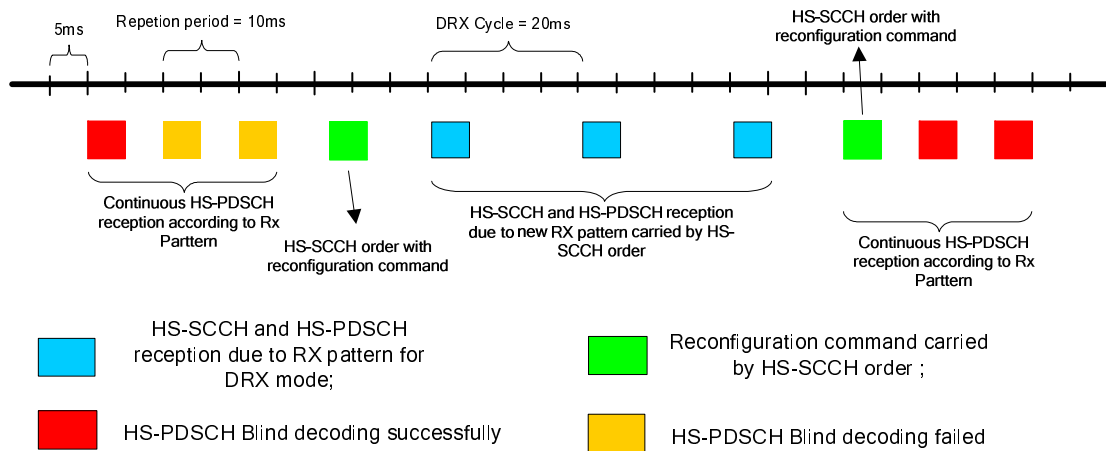 5ms
Repetion period = 10ms
DRX Cycle = 20ms
HS-SCCH order with
reconfiguration command
Continuous HS-PDSCH
reception according to Rx
Parttern
HS-SCCH order with
reconfiguration command
HS-SCCH and HS-PDSCH reception
due to new RX pattern carried by HS-
SCCH order
Continuous HS-PDSCH
reception according to Rx
Parttern
HS-SCCH and HS-PDSCH
reception due to RX pattern for
DRX mode;
Reconfiguration command carried
by HS-SCCH order ;
HS-PDSCH Blind decoding successfully
HS-PDSCH Blind decoding failed